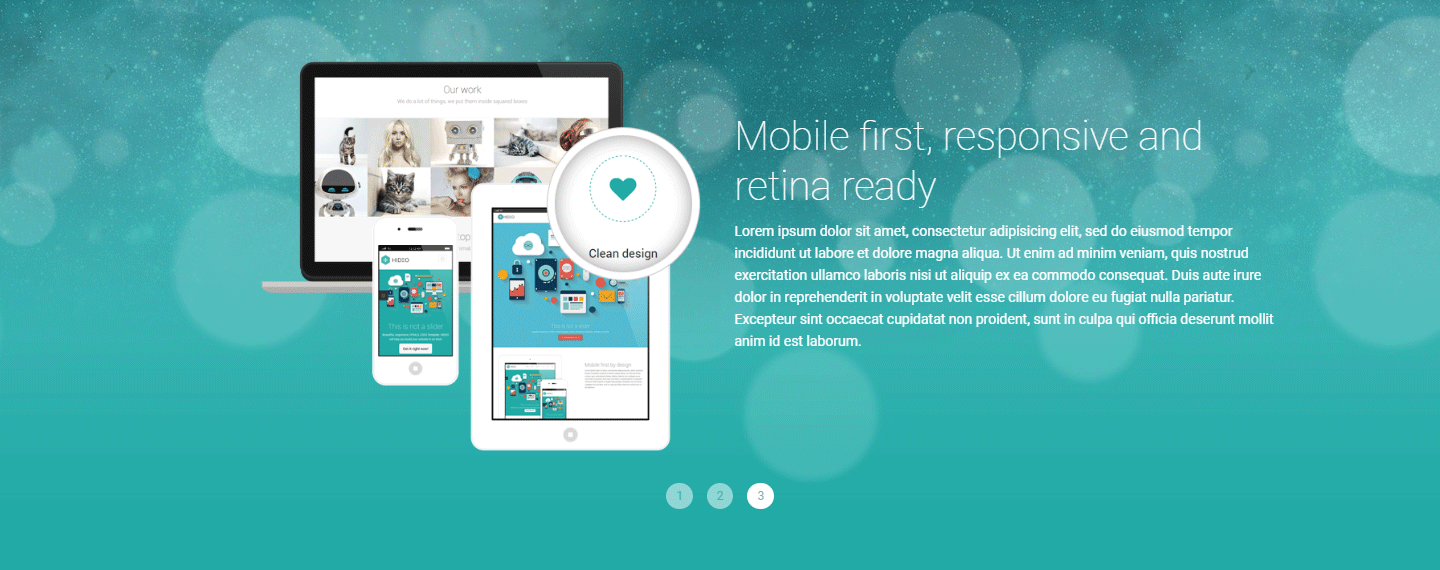 Our work
We do a lot of things, we put them inside squared boxes
Clean design
HIDDO
HIDDO
This is not a slider
This is not a slider
Get it right now!
Mobile first by design
Mobile first, responsive and
retina ready
Lorem ipsum dolor sit amet, consectetur adipisicing elit, sed do eiusmod tempor
incididunt ut labore et dolore magna aliqua. Ut enim ad minim veniam, quis nostrud
exercitation ullamco laboris nisi ut aliquip ex ea commodo consequat. Duis aute irure
dolor in reprehenderit in voluptate velit esse cillum dolore eu fugiat nulla pariatur.
Excepteur sint occaecat cupidatat non proident, sunt in culpa qui officia deserunt mollit
anim id est laborum.
1 2 3